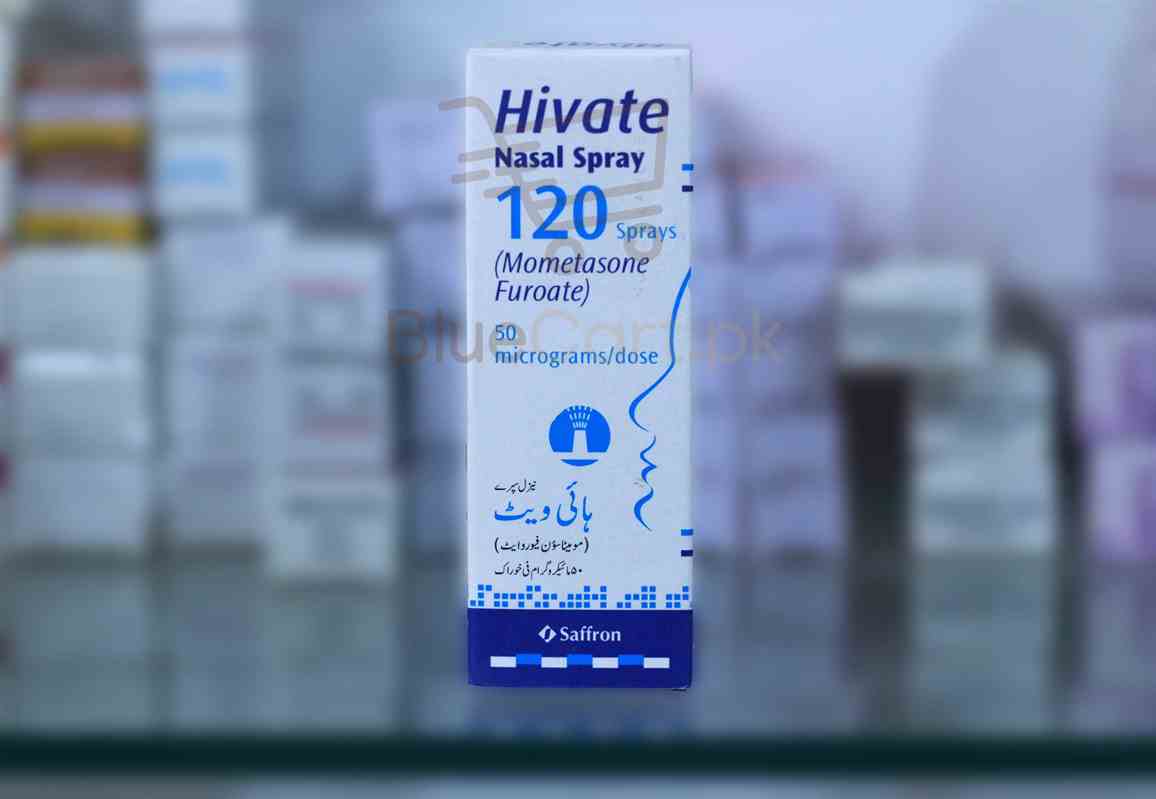 Hivate
Nasal Spray
120 Sprays
(Mometasone
Furoate)
50
micrograms/dose
BlueCart.pk
نیزل سپرے
ہائی ویٹ
(مومیٹاسؤن فیوروایٹ)
۵۰ مائیکروگرام فی خوراک
Saffron